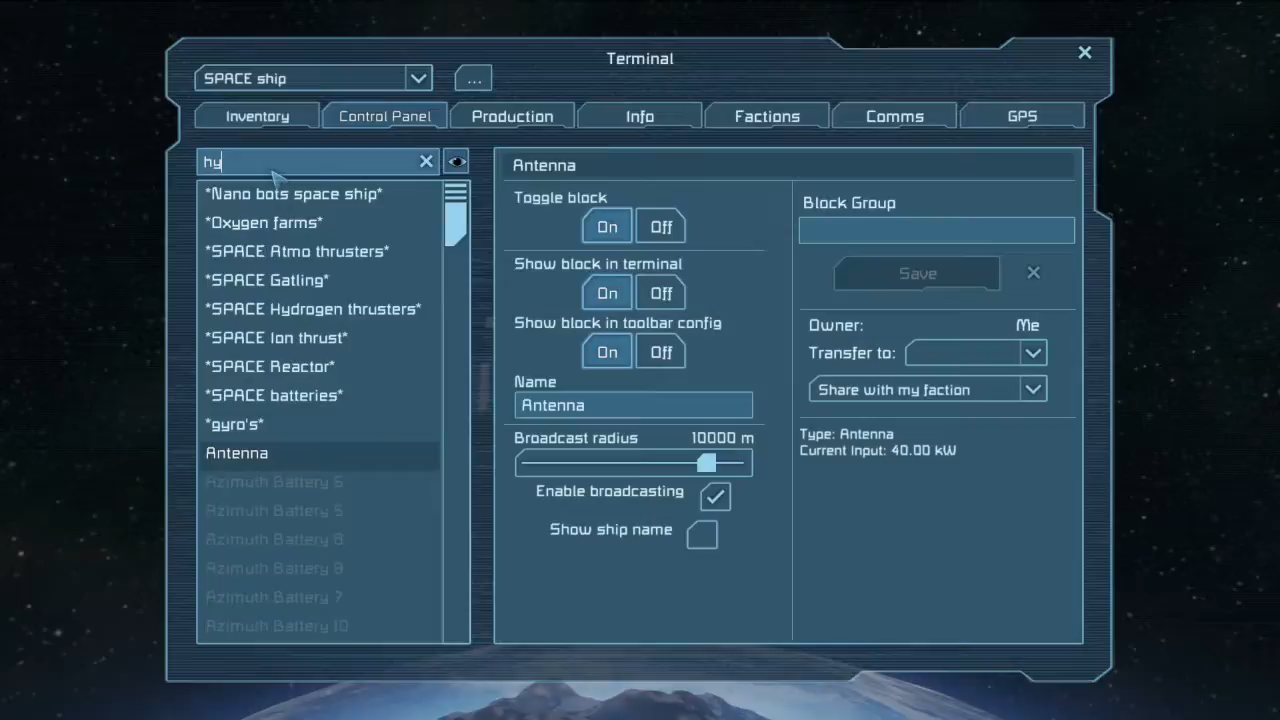 Terminal
SPACE ship
...
Inventory
Control Panel
Production
Info
Factions
Comms
GPS
hy
*Nano bots space ship*
*Oxygen farms*
*SPACE Atmo thrusters*
*SPACE Gatling*
*SPACE Hydrogen thrusters*
*SPACE Ion thrust*
*SPACE Reactor*
*SPACE batteries*
*gyro's*
Antenna
Azimuth Battery 6
Azimuth Battery 5
Azimuth Battery 8
Azimuth Battery 9
Azimuth Battery 7
Azimuth Battery 10
Antenna
Toggle block
On Off
Show block in terminal
On Off
Show block in toolbar config
On Off
Name
Antenna
Broadcast radius 10000 m
Enable broadcasting
Show ship name
Block Group
Save
Owner: Me
Transfer to:
Share with my faction
Type: Antenna
Current Input: 40.00 kW